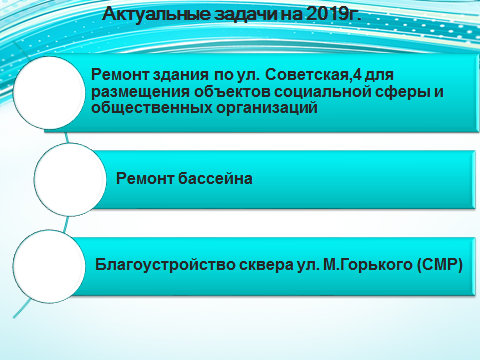 Актуальные задачи на 2019г.
Ремонт здания по ул. Советская,4 для
размещения объектов социальной сферы и
общественных организаций
Ремонт бассейна
Благоустройство сквера ул. М.Горького (СМР)